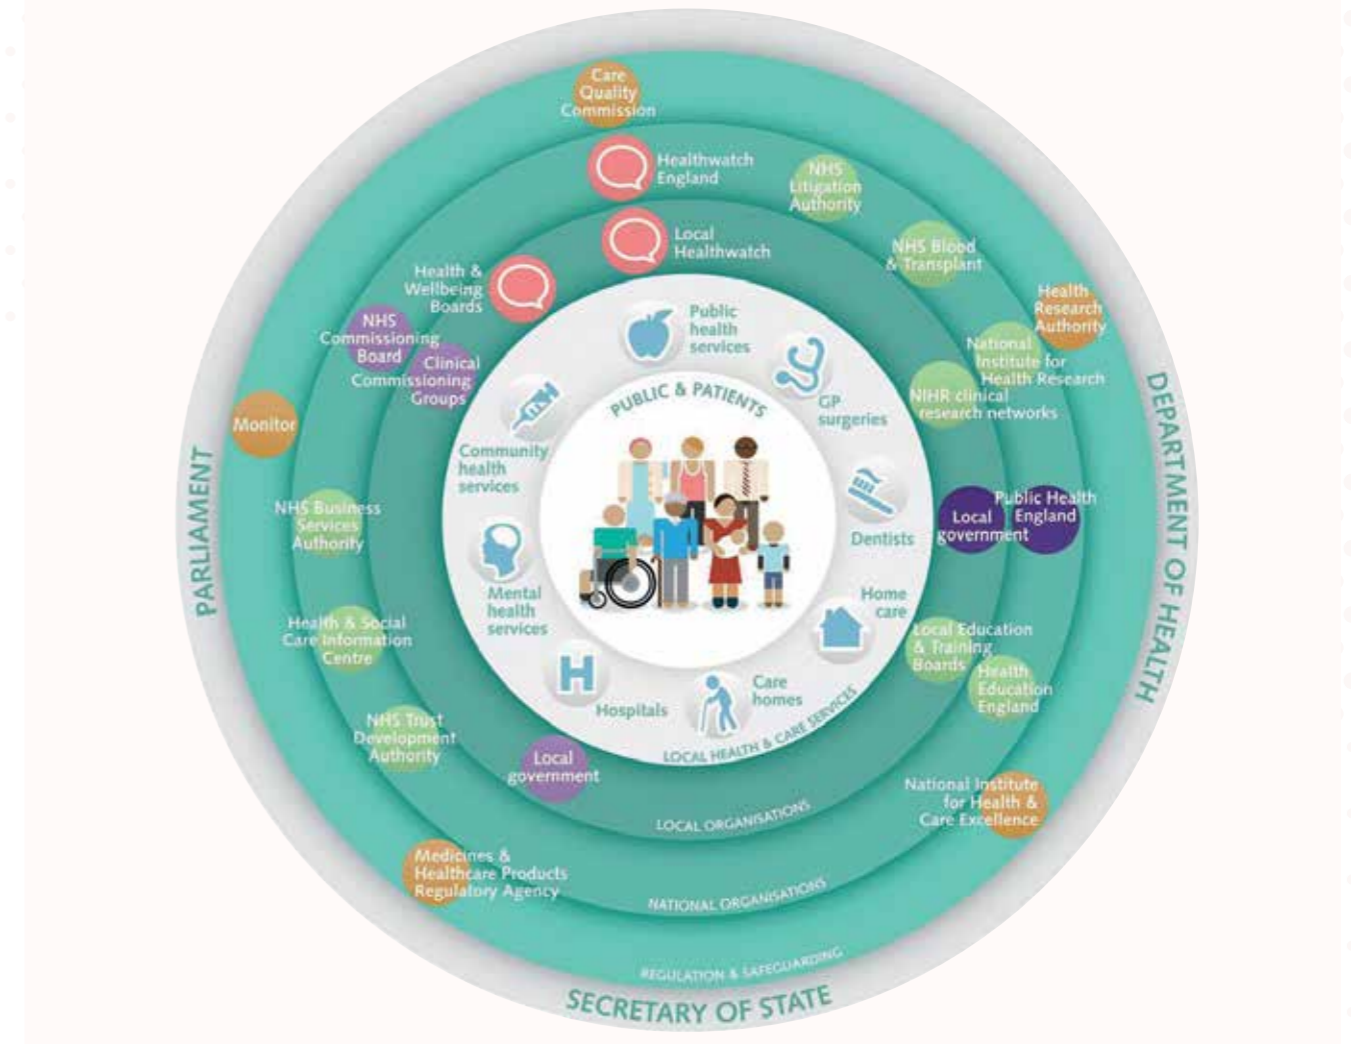 Care
Quality
Commission
Healthwatch
England
NHS
Litigation
Authority
Local
Healthwatch
NHS Blood
& Transplant
Health &
Wellbeing
Boards
Health
Research
Authority
NHS
Commissioning
Board
Clinical
Commissioning
Groups
National
Institute for
Health Research
NIHR clinical
research networks
Monitor
Public
health
services
GP
surgeries
PUBLIC & PATIENTS
Community
health
services
Dentists
Mental
health
services
Home
care
Hospitals
Care
homes
LOCAL HEALTH & CARE SERVICES
NHS Business
Services
Authority
Public Health
England
Local
government
Health & Social
Care Information
Centre
Local Education
& Training
Boards
Health
Education
England
NHS Trust
Development
Authority
Local
government
National Institute
for Health &
Care Excellence
LOCAL ORGANISATIONS
Medicines &
Healthcare Products
Regulatory Agency
NATIONAL ORGANISATIONS
REGULATION & SAFEGUARDING
PARLIAMENT
DEPARTMENT OF HEALTH
SECRETARY OF STATE